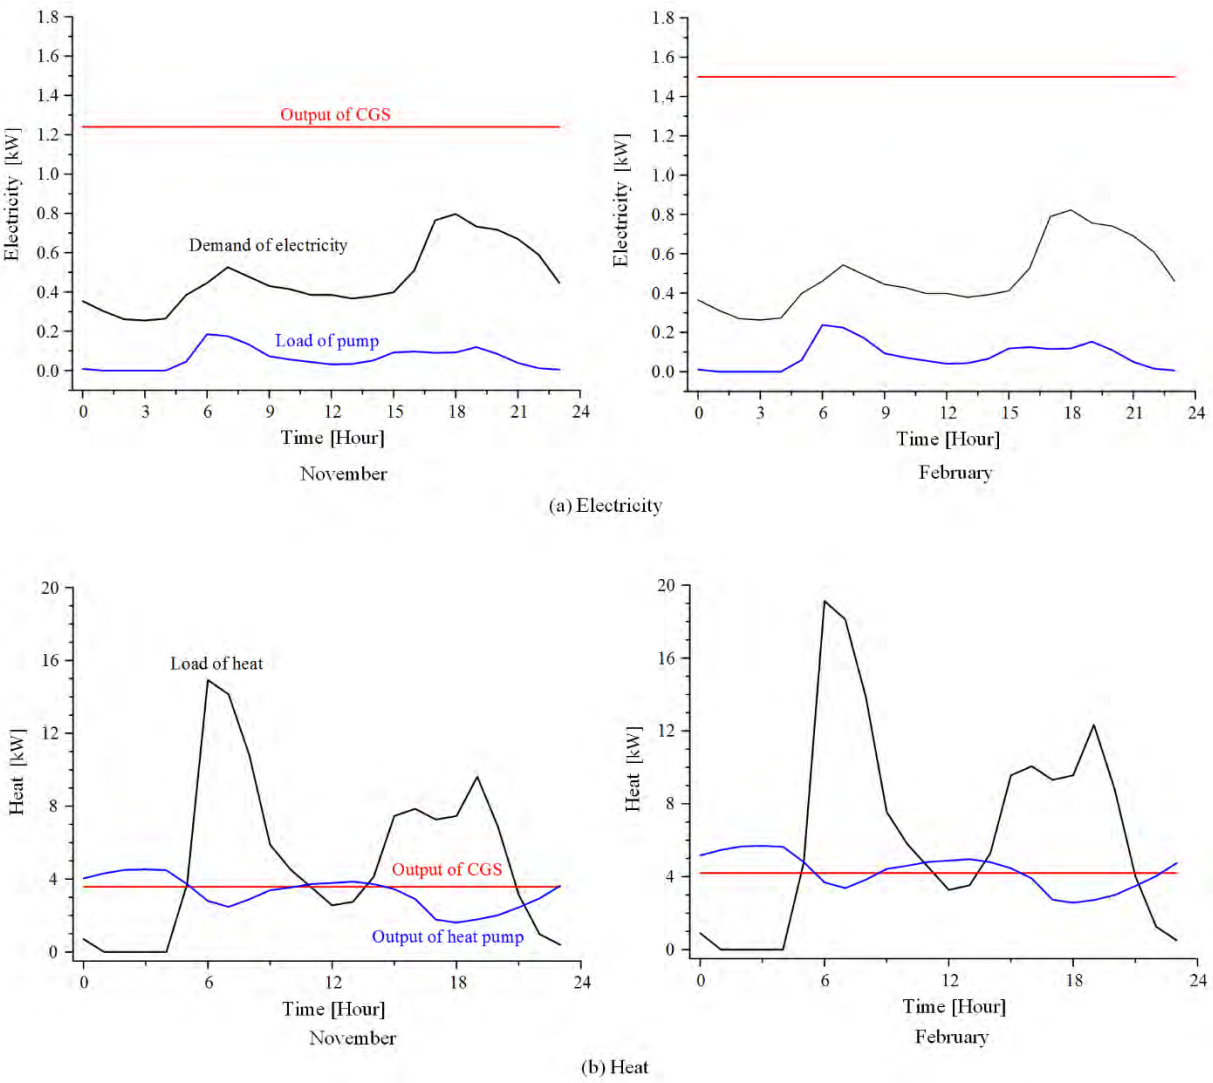 1.8
1.6
1.4
1.2
1.0
0.8
0.6
0.4
0.2
0.0
Electricity [kW]
Output of CGS
Demand of electricity
Load of pump
0 3 6 9 12 15 18 21 24
Time [Hour]
November
1.8
1.6
1.4
1.2
1.0
0.8
0.6
0.4
0.2
0.0
Electricity [kW]
0 3 6 9 12 15 18 21 24
Time [Hour]
February
(a) Electricity
20
16
12
8
4
0
Heat [kW]
Load of heat
Output of CGS
Output of heat pump
0 6 12 18 24
Time [Hour]
November
20
16
12
8
4
0
Heat [kW]
0 6 12 18 24
Time [Hour]
February
(b) Heat